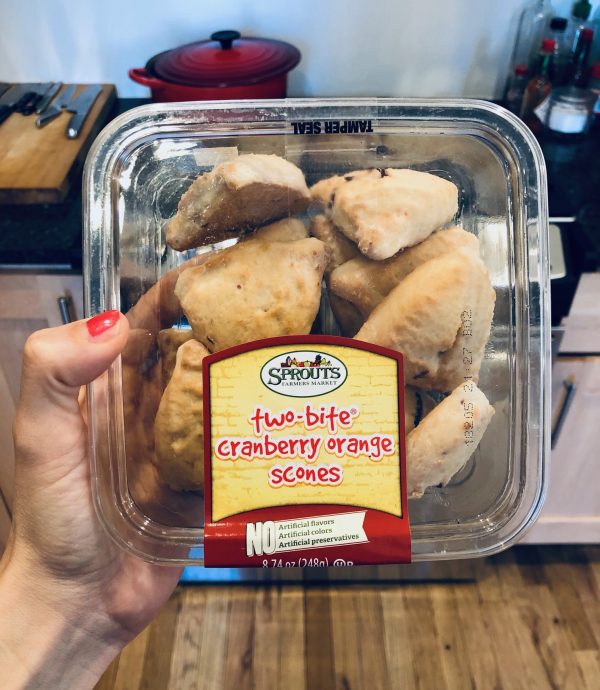 TAMPER SEAL
SPROUTS
FARMERS MARKET
two-bite®
cranberry orange
scones
NO Artificial flavors
Artificial colors
Artificial preservatives
8.74 oz (248g) U D